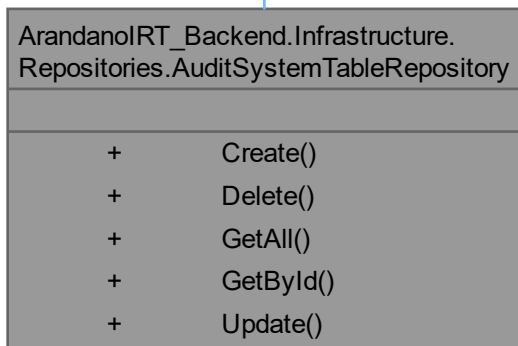 ArandanoIRT_Backend.Infrastructure.
Repositories.AuditSystemTableRepository
+ Create()
+ Delete()
+ GetAll()
+ GetById()
+ Update()